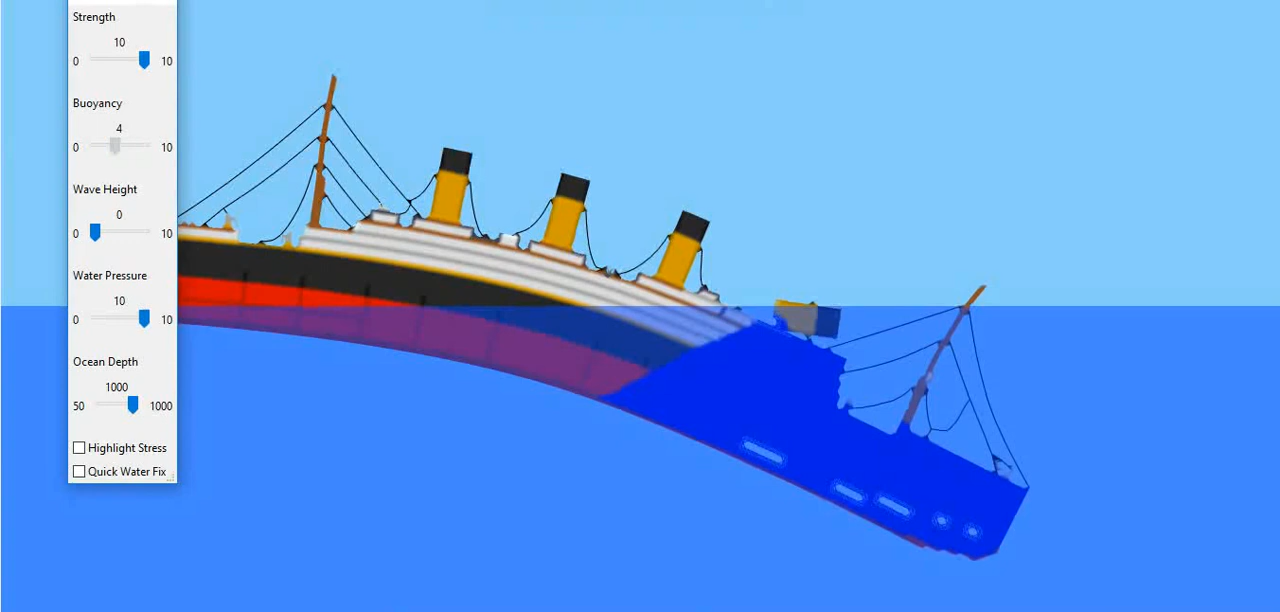 Strength
10
0 10
Buoyancy
4
0 10
Wave Height
0
0 10
Water Pressure
10
0 10
Ocean Depth
1000
50 1000
Highlight Stress
Quick Water Fix